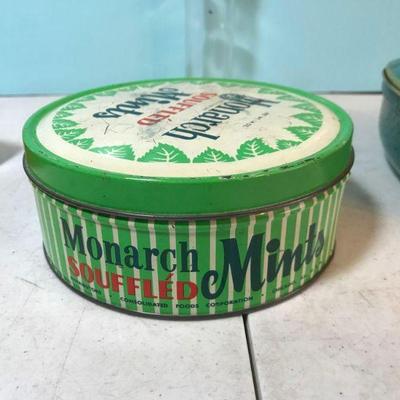 Monarch
SOUFFLÉD
Mints
Monarch
SOUFFLÉD Mints
CONSOLIDATED FOODS CORPORATION